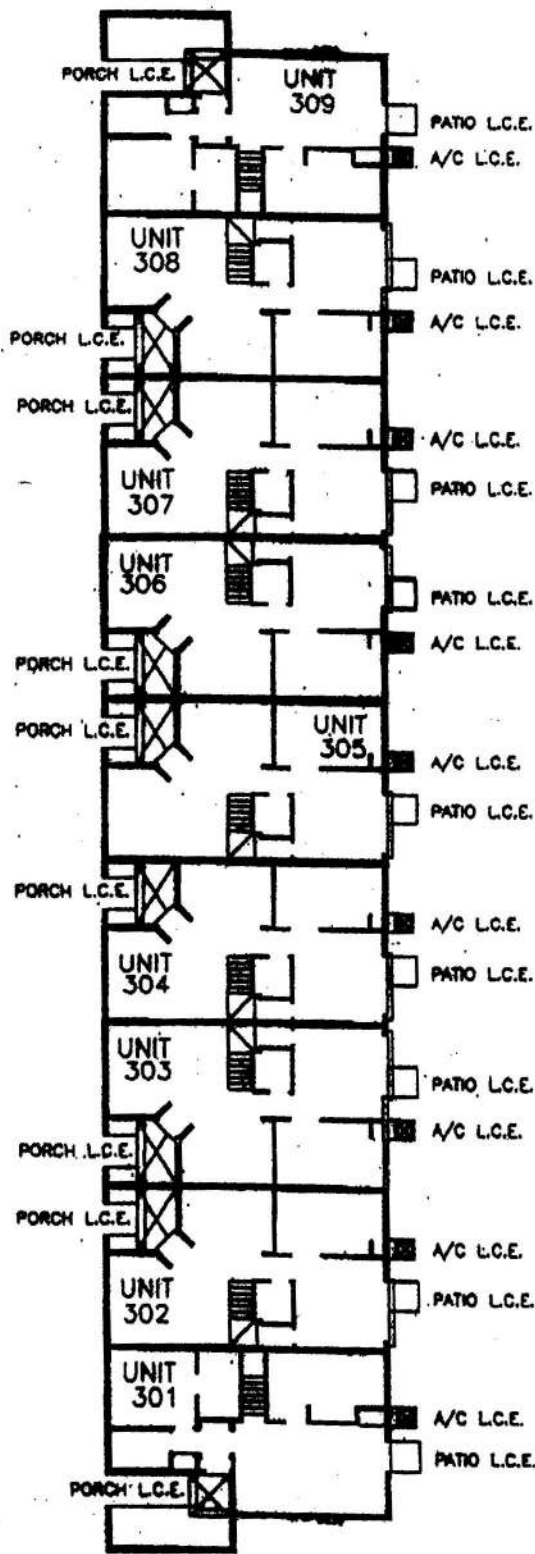 PORCH L.C.E.
UNIT
309
PATIO L.C.E.
A/C L.C.E.
UNIT
308
PATIO L.C.E.
A/C L.C.E.
PORCH L.C.E.
PORCH L.C.E.
A/C L.C.E.
UNIT
307
PATIO L.C.E.
UNIT
306
PATIO L.C.E.
A/C L.C.E.
PORCH L.C.E.
PORCH L.C.E.
UNIT
305
A/C L.C.E.
PATIO L.C.E.
PORCH L.C.E.
A/C L.C.E.
UNIT
304
PATIO L.C.E.
UNIT
303
PATIO L.C.E.
A/C L.C.E.
PORCH L.C.E.
PORCH L.C.E.
A/C L.C.E.
UNIT
302
PATIO L.C.E.
UNIT
301
A/C L.C.E.
PATIO L.C.E.
PORCH L.C.E.